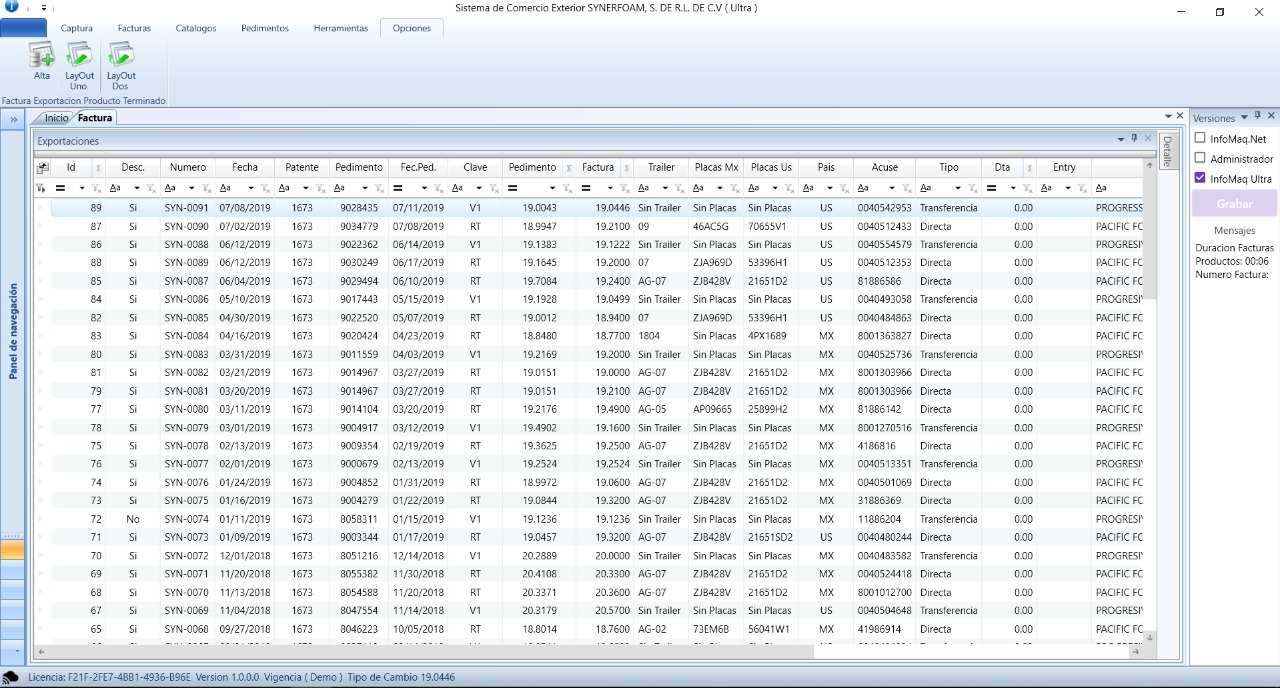 Sistema de Comercio Exterior SYNERFOAM, S. DE R.L. DE C.V ( Ultra )
Captura Facturas Catalogos Pedimentos Herramientas Opciones
Alta LayOut Uno LayOut Dos
Factura Exportacion Producto Terminado
Inicio Factura
Exportaciones
Id Desc. Numero Fecha Patente Pedimento Fec.Ped. Clave Pedimento Factura Trailer Placas Mx Placas Us Pais Acuse Tipo Dta Entry
89 Si SYN-0091 07/08/2019 1673 9028435 07/11/2019 V1 19.0043 19.0446 Sin Trailer Sin Placas Sin Placas US 0040542953 Transferencia 0.00 PROGRESS
87 Si SYN-0090 07/02/2019 1673 9034779 07/08/2019 RT 18.9947 19.2100 09 46AC5G 70655V1 US 0040512433 Directa 0.00 PACIFIC FO
86 Si SYN-0088 06/12/2019 1673 9022362 06/14/2019 V1 19.1383 19.1222 Sin Trailer Sin Placas Sin Placas US 0040554579 Transferencia 0.00 PROGRESIV
88 Si SYN-0089 06/12/2019 1673 9030249 06/17/2019 RT 19.1645 19.2000 07 ZJA969D 53396H1 US 0040512353 Directa 0.00 PACIFIC FO
85 Si SYN-0087 06/04/2019 1673 9029494 06/10/2019 RT 19.7084 19.2400 AG-07 ZJB428V 21651D2 US 81886586 Directa 0.00 PACIFIC FO
84 Si SYN-0086 05/10/2019 1673 9017443 05/15/2019 V1 19.1928 19.0499 Sin Trailer Sin Placas Sin Placas US 0040493058 Transferencia 0.00 PROGRESIV
82 Si SYN-0085 04/30/2019 1673 9022520 05/07/2019 RT 19.0012 18.9400 07 ZJA969D 53396H1 US 0040484863 Directa 0.00 PACIFIC FO
83 Si SYN-0084 04/16/2019 1673 9020424 04/23/2019 RT 18.8480 18.7700 1804 Sin Placas 4PX1689 MX 8001363827 Directa 0.00 PACIFIC FC
80 Si SYN-0083 03/31/2019 1673 9011559 04/03/2019 V1 19.2169 19.2000 Sin Trailer Sin Placas Sin Placas MX 0040525736 Transferencia 0.00 PROGRESIV
81 Si SYN-0082 03/21/2019 1673 9014967 03/27/2019 RT 19.0151 19.0000 AG-07 ZJB428V 21651D2 MX 8001303966 Directa 0.00 PACIFIC FC
79 Si SYN-0081 03/20/2019 1673 9014967 03/27/2019 RT 19.0151 19.2100 AG-07 ZJB428V 21651D2 MX 8001303966 Directa 0.00 PACIFIC FC
77 Si SYN-0080 03/11/2019 1673 9014104 03/20/2019 RT 19.2176 19.4900 AG-05 AP09665 25899H2 MX 81886142 Directa 0.00 PACIFIC FC
78 Si SYN-0079 03/01/2019 1673 9004917 03/12/2019 V1 19.4902 19.1600 Sin Trailer Sin Placas Sin Placas MX 8001270516 Transferencia 0.00 PROGRESIV
75 Si SYN-0078 02/13/2019 1673 9009354 02/19/2019 RT 19.3625 19.2500 AG-07 ZJB428V 21651D2 MX 4186816 Directa 0.00 PACIFIC FC
76 Si SYN-0077 02/01/2019 1673 9000679 02/13/2019 V1 19.2524 19.2524 Sin Trailer Sin Placas Sin Placas MX 0040513351 Transferencia 0.00 PROGRESIV
74 Si SYN-0076 01/24/2019 1673 9004852 01/31/2019 RT 18.9972 19.0600 AG-07 ZJB428V 21651D2 MX 0040501069 Directa 0.00 PACIFIC FC
73 Si SYN-0075 01/16/2019 1673 9004279 01/22/2019 RT 19.0844 19.3200 AG-07 ZJB428V 21651D2 MX 31886369 Directa 0.00 PACIFIC FC
72 No SYN-0074 01/11/2019 1673 8058311 01/15/2019 V1 19.1236 19.1236 Sin Trailer Sin Placas Sin Placas MX 11886204 Transferencia 0.00 PROGRESIV
71 Si SYN-0073 01/09/2019 1673 9003344 01/17/2019 RT 19.0457 19.3200 AG-07 ZJB428V 21651SD2 US 0040480244 Directa 0.00 PACIFIC FC
70 Si SYN-0072 12/01/2018 1673 8051216 12/14/2018 V1 20.2889 20.0000 Sin Trailer Sin Placas Sin Placas MX 0040483582 Transferencia 0.00 PROGRESIV
69 Si SYN-0071 11/20/2018 1673 8055382 11/30/2018 RT 20.4108 20.3300 AG-07 ZJB428V 21651D2 MX 0040524418 Directa 0.00 PACIFIC FC
68 Si SYN-0070 11/13/2018 1673 8054588 11/20/2018 RT 20.3371 20.3600 AG-07 ZJB428V 21651D2 MX 8001012700 Directa 0.00 PACIFIC FC
67 Si SYN-0069 11/04/2018 1673 8047554 11/14/2018 V1 20.3179 20.5700 Sin Trailer Sin Placas Sin Placas US 0040504648 Transferencia 0.00 PROGRESIV
65 Si SYN-0068 09/27/2018 1673 8046223 10/05/2018 RT 18.8014 18.7600 AG-02 73EM6B 56041W1 MX 41986914 Directa 0.00 PACIFIC FO
Detalle
Panel de navegación
Versiones
InfoMaq.Net
Administrador
InfoMaq Ultra
Grabar
Mensajes
Duracion Facturas
Productos: 00:06
Numero Factura:
Licencia: F21F-2FE7-4BB1-4936-B96E Version 1.0.0.0 Vigencia ( Demo ) Tipo de Cambio 19.0446